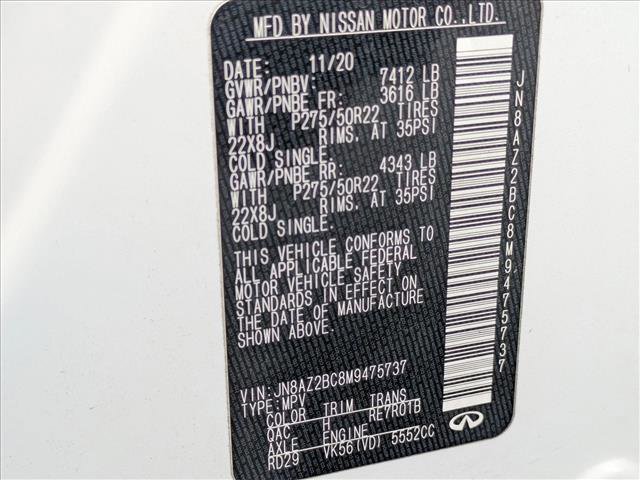 MFD BY NISSAN MOTOR CO.,LTD.
DATE: 11/20
GVWR/PNBV: 7412 LB
GAWR/PNBE FR: 3616 LB
WITH P275/50R22 TIRES
22X8J RIMS. AT 35PSI
COLD SINGLE.
GAWR/PNBE RR: 4343 LB
WITH P275/50R22 TIRES
22X8J RIMS. AT 35PSI
COLD SINGLE.
THIS VEHICLE CONFORMS TO
ALL APPLICABLE FEDERAL
MOTOR VEHICLE SAFETY
STANDARDS IN EFFECT ON
THE DATE OF MANUFACTURE
SHOWN ABOVE.
VIN: JN8AZ2BC8M9475737
TYPE: MPV
COLOR TRIM TRANS
QAC H RE7R01B
AXLE ENGINE
RD29 VK56(VD) 5552CC
JN8AZ2BC8M9475737